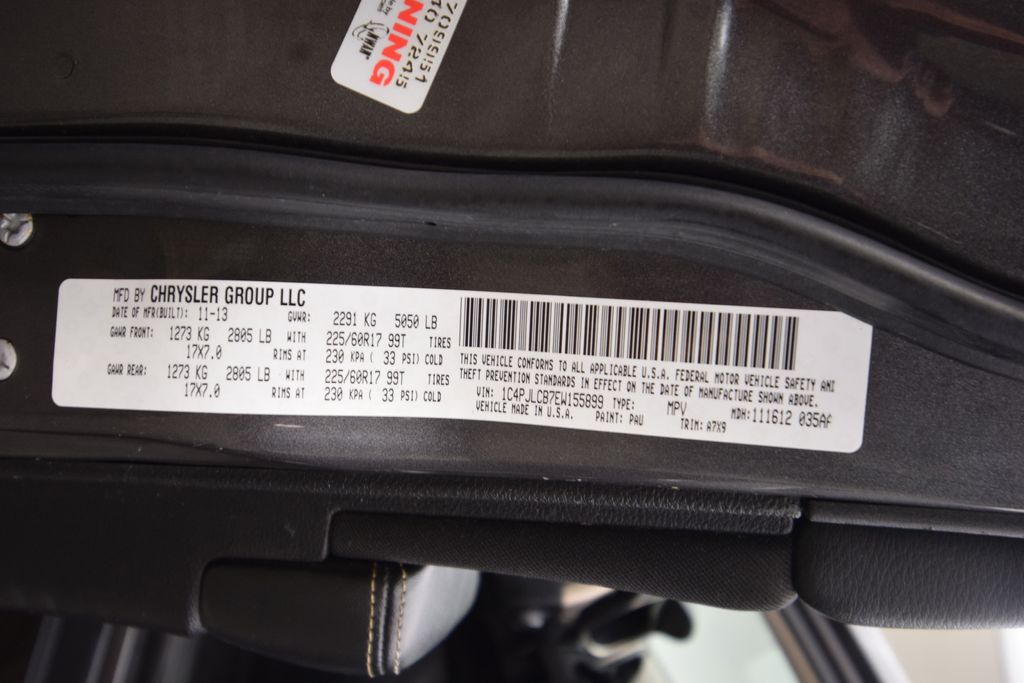 NING
7245
MFD BY CHRYSLER GROUP LLC
DATE OF MFR(BUILT): 11-13 GVWR: 2291 KG 5050 LB
GAWR FRONT: 1273 KG 2805 LB WITH 225/60R17 99T TIRES
17X7.0 RIMS AT 230 KPA ( 33 PSI) COLD
GAWR REAR: 1273 KG 2805 LB WITH 225/60R17 99T TIRES
17X7.0 RIMS AT 230 KPA ( 33 PSI) COLD
THIS VEHICLE CONFORMS TO ALL APPLICABLE U.S.A. FEDERAL MOTOR VEHICLE SAFETY AND
THEFT PREVENTION STANDARDS IN EFFECT ON THE DATE OF MANUFACTURE SHOWN ABOVE.
VIN: 1C4PJLCB7EW155899 TYPE: MPV MDH:111612 035AF
VEHICLE MADE IN U.S.A. PAINT: PAU TRIM: A7X9